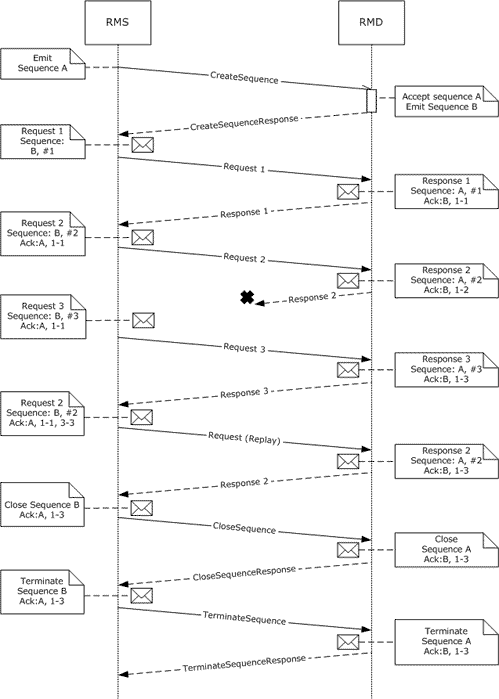 RMS
RMD
Emit
Sequence A
CreateSequence
Accept sequence A
Emit Sequence B
CreateSequenceResponse
Request 1
Sequence:
B, #1
Request 1
Response 1
Sequence: A, #1
Ack:B, 1-1
Response 1
Request 2
Sequence: B, #2
Ack:A, 1-1
Request 2
Response 2
Sequence: A, #2
Ack:B, 1-2
Response 2
Request 3
Sequence: B, #3
Ack:A, 1-1
Request 3
Response 3
Sequence: A, #3
Ack:B, 1-3
Response 3
Request 2
Sequence: B, #2
Ack:A, 1-1, 3-3
Request (Replay)
Response 2
Sequence: A, #2
Ack:B, 1-3
Response 2
Close Sequence B
Ack:A, 1-3
CloseSequence
Close
Sequence A
Ack:B, 1-3
CloseSequenceResponse
Terminate
Sequence B
Ack:A, 1-3
TerminateSequence
Terminate
Sequence A
Ack:B, 1-3
TerminateSequenceResponse